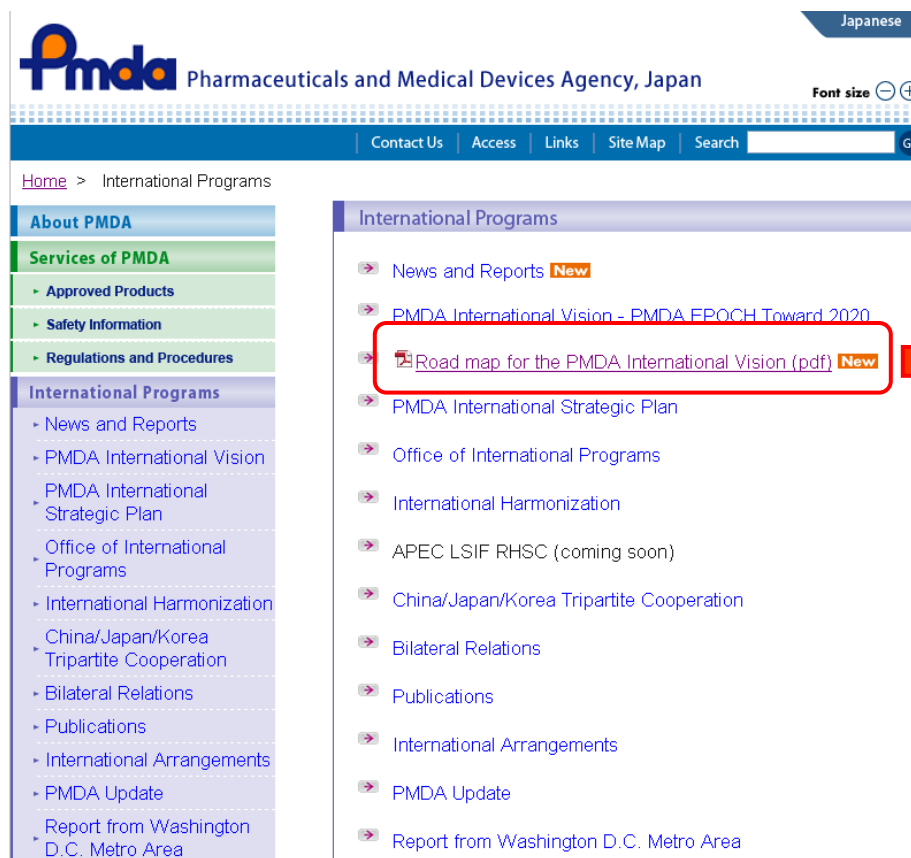 Japanese
Pmda Pharmaceuticals and Medical Devices Agency, Japan
Font size
Contact Us | Access | Links | Site Map | Search
Home > International Programs
About PMDA
Services of PMDA
Approved Products
Safety Information
Regulations and Procedures
International Programs
News and Reports
PMDA International Vision
PMDA International
Strategic Plan
Office of International
Programs
International Harmonization
China/Japan/Korea
Tripartite Cooperation
Bilateral Relations
Publications
International Arrangements
PMDA Update
Report from Washington
D.C. Metro Area
International Programs
News and Reports New
PMDA International Vision - PMDA EPOCH Toward 2020
Road map for the PMDA International Vision (pdf) New
PMDA International Strategic Plan
Office of International Programs
International Harmonization
APEC LSIF RHSC (coming soon)
China/Japan/Korea Tripartite Cooperation
Bilateral Relations
Publications
International Arrangements
PMDA Update
Report from Washington D.C. Metro Area